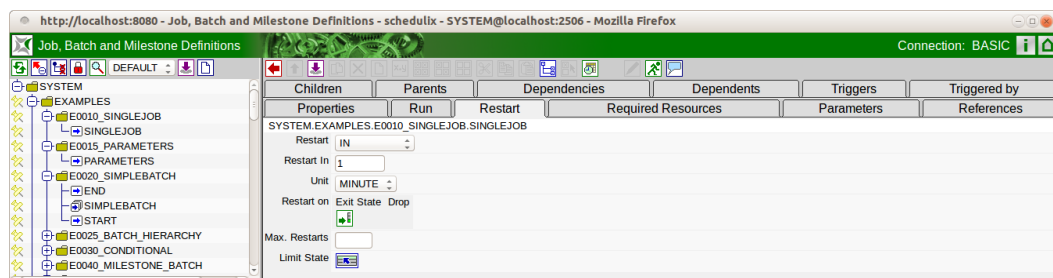 http://localhost:8080 - Job, Batch and Milestone Definitions - schedulix - SYSTEM@localhost:2506 - Mozilla Firefox
Job, Batch and Milestone Definitions
Connection: BASIC
DEFAULT
SYSTEM
EXAMPLES
E0010_SINGLEJOB
SINGLEJOB
E0015_PARAMETERS
PARAMETERS
E0020_SIMPLEBATCH
END
SIMPLEBATCH
START
E0025_BATCH_HIERARCHY
E0030_CONDITIONAL
E0040_MILESTONE_BATCH
Children Parents Dependencies Dependents Triggers Triggered by
Properties Run Restart Required Resources Parameters References
SYSTEM.EXAMPLES.E0010_SINGLEJOB.SINGLEJOB
Restart IN
Restart In 1
Unit MINUTE
Restart on Exit State Drop
Max. Restarts
Limit State